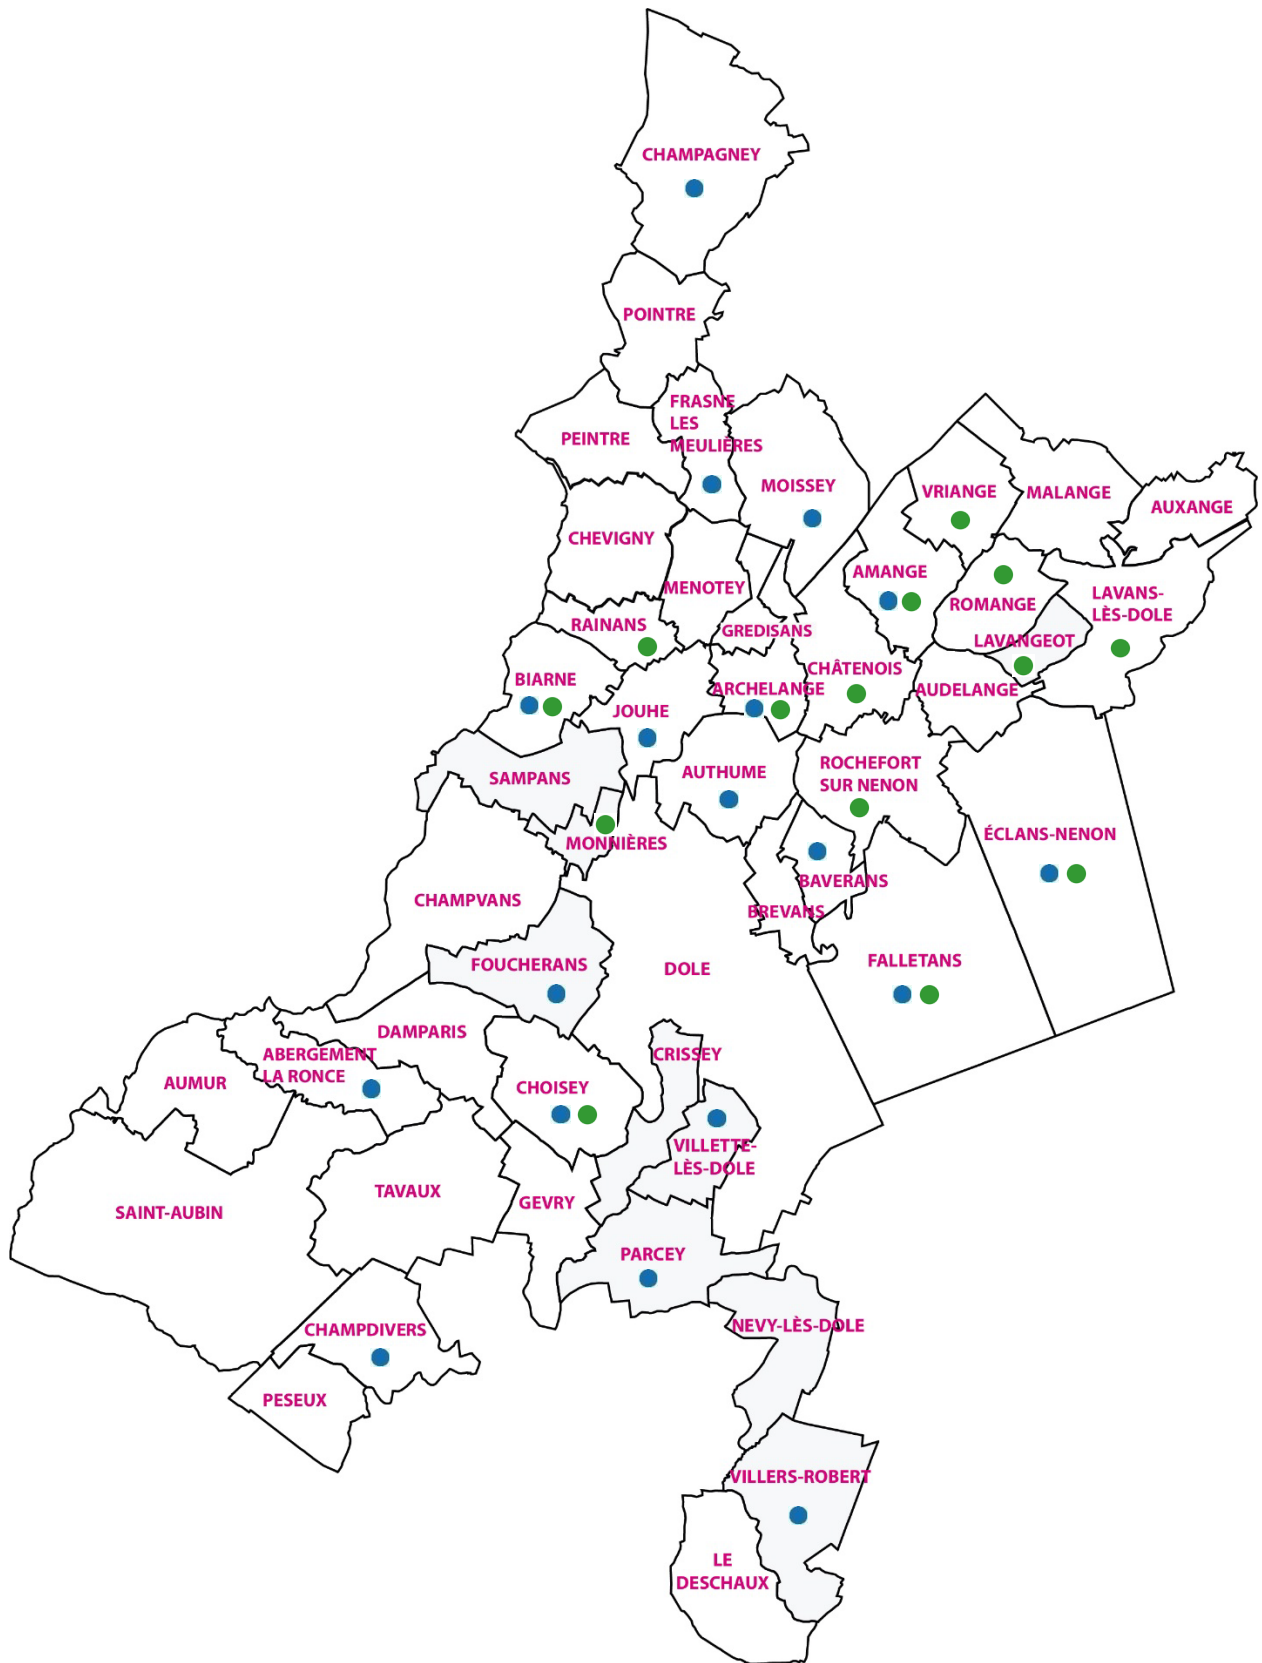 CHAMPAGNEY
POINTRE
FRASNE
LES
MEULIÈRES
PEINTRE
MOISSEY
VRIANGE
MALANGE
AUXANGE
CHEVIGNY
AMANGE
MENOTEY
LAVANS-
LÈS-DOLE
ROMANGE
RAINANS
GREDISANS
LAVANGEOT
CHÂTENOIS
BIARNE
ARCHELANGE
AUDELANGE
JOUHE
ROCHEFORT
SUR NENON
AUTHUME
SAMPANS
ÉCLANS-NENON
MONNIÈRES
BAVERANS
CHAMPVANS
BREVANS
FOUCHERANS
DOLE
FALLETANS
DAMPARIS
ABERGEMENT
LA RONCE
CRISSEY
AUMUR
CHOISEY
VILLETTE-
LÈS-DOLE
TAVAUX
GEVRY
SAINT-AUBIN
PARCEY
CHAMPDIVERS
NEVY-LÈS-DOLE
PESEUX
VILLERS-ROBERT
LE
DESCHAUX